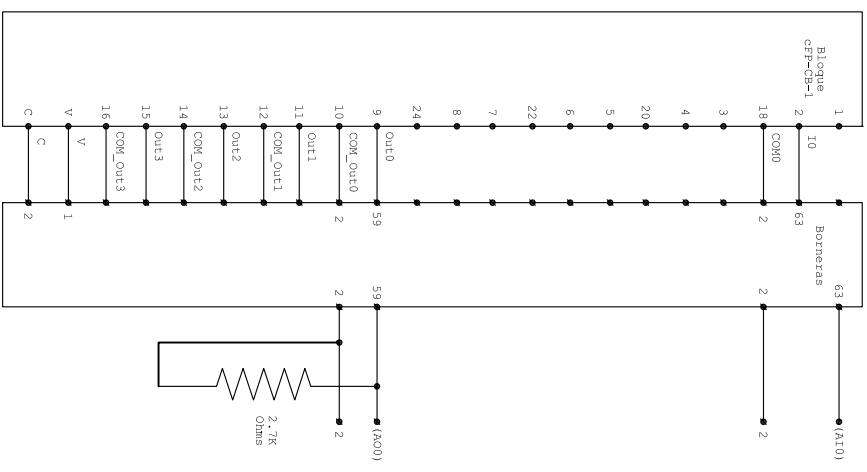 Bloque
cFP-CB-1
C
V
16
15
14
13
12
11
10
9
24
8
7
22
6
5
20
4
3
18
2
1
C
V
COM_Out3
Out3
COM_Out2
Out2
COM_Out1
Out1
COM_Out0
Out0
COM0
I0
Borneras
2
1
2
59
2
63
2
59
2
63
2.7K
Ohms
2
(AO0)
2
(AI0)